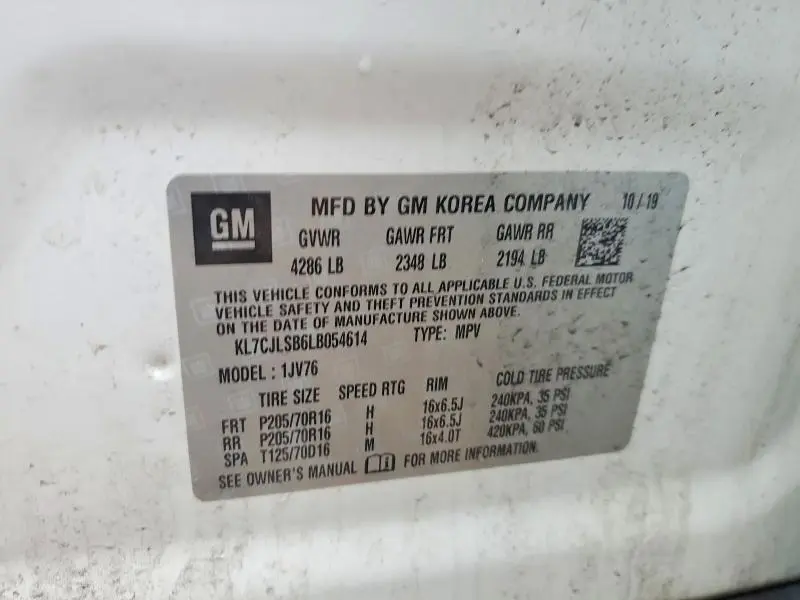 GM MFD BY GM KOREA COMPANY 10/19
GVWR GAWR FRT GAWR RR
4286 LB 2348 LB 2194 LB
THIS VEHICLE CONFORMS TO ALL APPLICABLE U.S. FEDERAL MOTOR
VEHICLE SAFETY AND THEFT PREVENTION STANDARDS IN EFFECT
ON THE DATE OF MANUFACTURE SHOWN ABOVE.
KL7CJLSB6LB054614 TYPE: MPV
MODEL : 1JV76
TIRE SIZE SPEED RTG RIM COLD TIRE PRESSURE
FRT P205/70R16 H 16x6.5J 240KPA, 35 PSI
RR P205/70R16 H 16x6.5J 240KPA, 35 PSI
SPA T125/70D16 M 16x4.0T 420KPA, 60 PSI
SEE OWNER'S MANUAL FOR MORE INFORMATION.